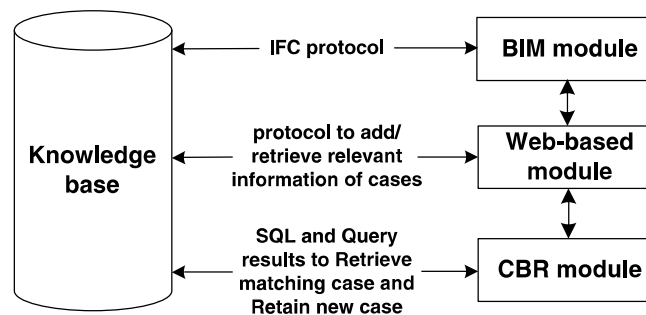 Knowledge
base
IFC protocol
BIM module
protocol to add/
retrieve relevant
information of cases
Web-based
module
SQL and Query
results to Retrieve
matching case and
Retain new case
CBR module